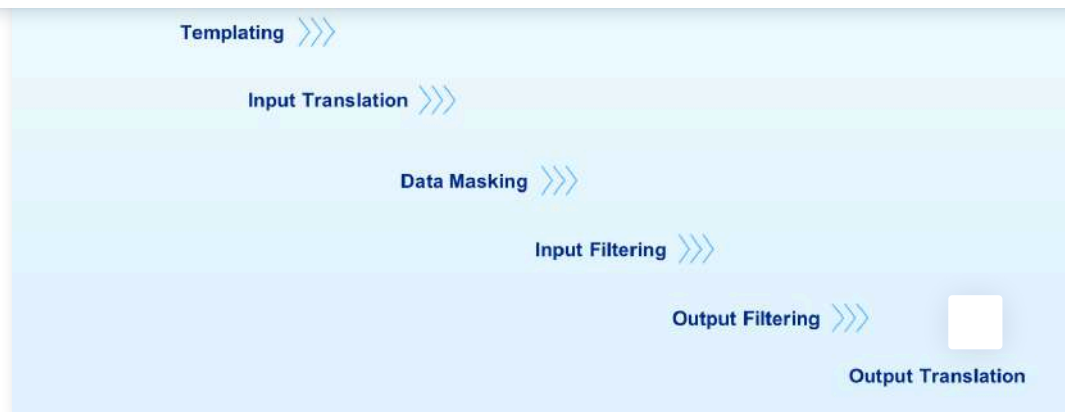 Templating
Input Translation
Data Masking
Input Filtering
Output Filtering
Output Translation